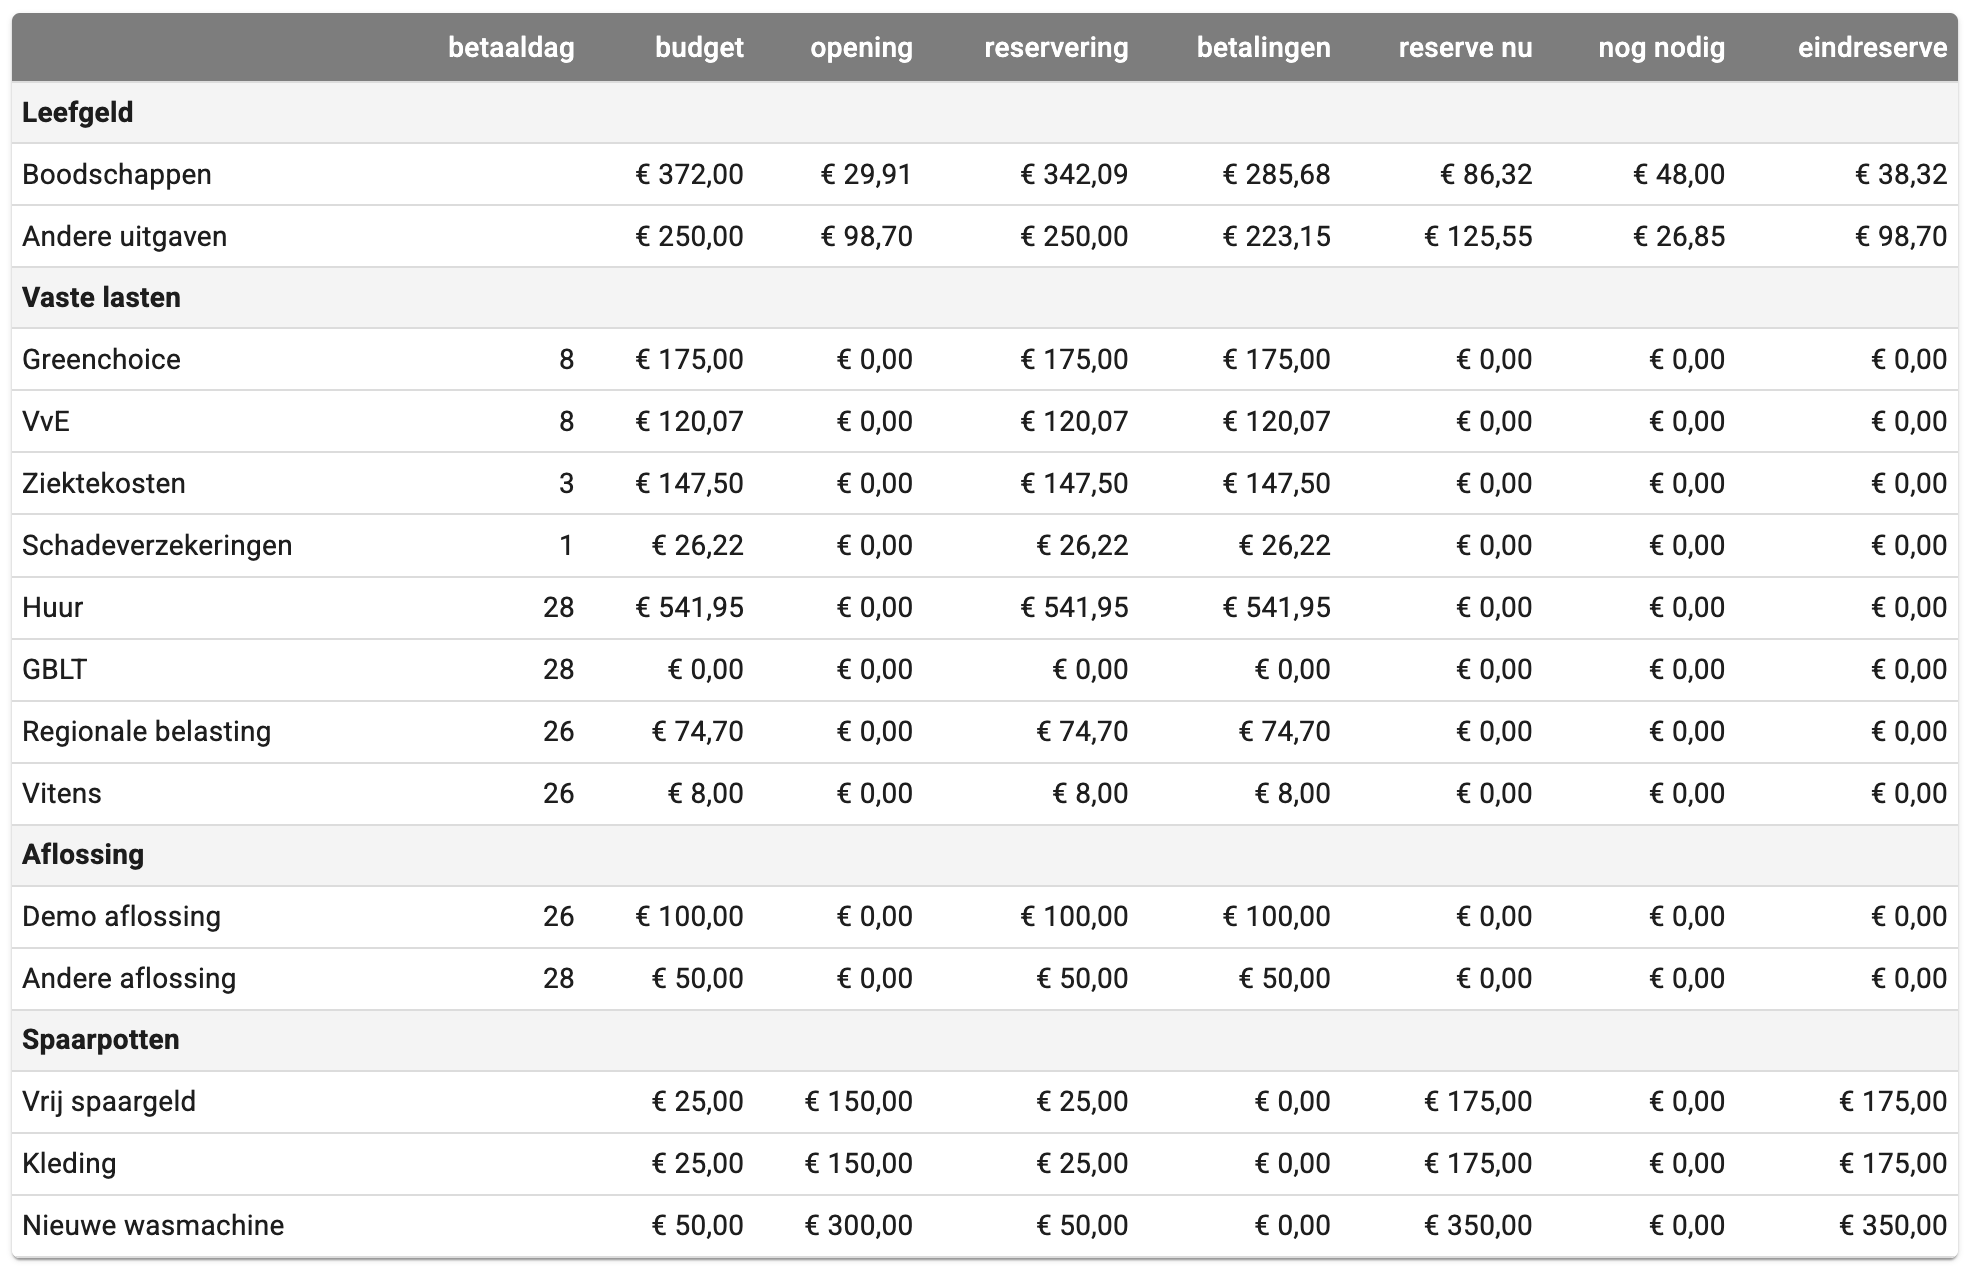 betaaldag budget opening reservering betalingen reserve nu nog nodig eindreserve
Leefgeld
Boodschappen € 372,00 € 29,91 € 342,09 € 285,68 € 86,32 € 48,00 € 38,32
Andere uitgaven € 250,00 € 98,70 € 250,00 € 223,15 € 125,55 € 26,85 € 98,70
Vaste lasten
Greenchoice 8 € 175,00 € 0,00 € 175,00 € 175,00 € 0,00 € 0,00 € 0,00
VvE 8 € 120,07 € 0,00 € 120,07 € 120,07 € 0,00 € 0,00 € 0,00
Ziektekosten 3 € 147,50 € 0,00 € 147,50 € 147,50 € 0,00 € 0,00 € 0,00
Schadeverzekeringen 1 € 26,22 € 0,00 € 26,22 € 26,22 € 0,00 € 0,00 € 0,00
Huur 28 € 541,95 € 0,00 € 541,95 € 541,95 € 0,00 € 0,00 € 0,00
GBLT 28 € 0,00 € 0,00 € 0,00 € 0,00 € 0,00 € 0,00 € 0,00
Regionale belasting 26 € 74,70 € 0,00 € 74,70 € 74,70 € 0,00 € 0,00 € 0,00
Vitens 26 € 8,00 € 0,00 € 8,00 € 8,00 € 0,00 € 0,00 € 0,00
Aflossing
Demo aflossing 26 € 100,00 € 0,00 € 100,00 € 100,00 € 0,00 € 0,00 € 0,00
Andere aflossing 28 € 50,00 € 0,00 € 50,00 € 50,00 € 0,00 € 0,00 € 0,00
Spaarpotten
Vrij spaargeld € 25,00 € 150,00 € 25,00 € 0,00 € 175,00 € 0,00 € 175,00
Kleding € 25,00 € 150,00 € 25,00 € 0,00 € 175,00 € 0,00 € 175,00
Nieuwe wasmachine € 50,00 € 300,00 € 50,00 € 0,00 € 350,00 € 0,00 € 350,00